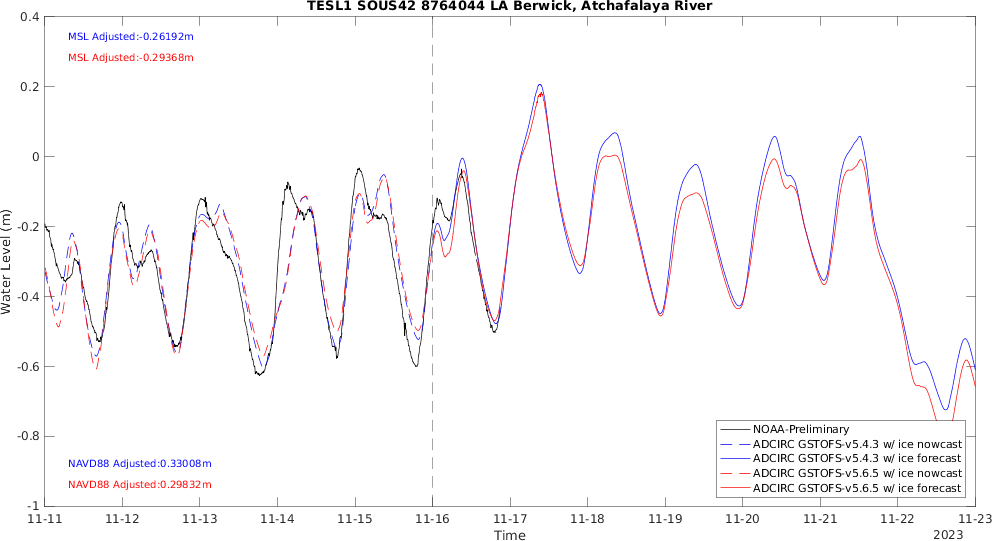 TESL1 SOUS42 8764044 LA Berwick, Atchafalaya River
0.4
MSL Adjusted:-0.26192m
MSL Adjusted:-0.29368m
0.2
0
-0.2
Water Level (m)
-0.4
-0.6
-0.8
NOAA-Preliminary
ADCIRC GSTOFS-v5.4.3 w/ ice nowcast
ADCIRC GSTOFS-v5.4.3 w/ ice forecast
ADCIRC GSTOFS-v5.6.5 w/ ice nowcast
ADCIRC GSTOFS-v5.6.5 w/ ice forecast
NAVD88 Adjusted:0.33008m
NAVD88 Adjusted:0.29832m
-1
11-11 11-12 11-13 11-14 11-15 11-16 11-17 11-18 11-19 11-20 11-21 11-22 11-23
Time
2023